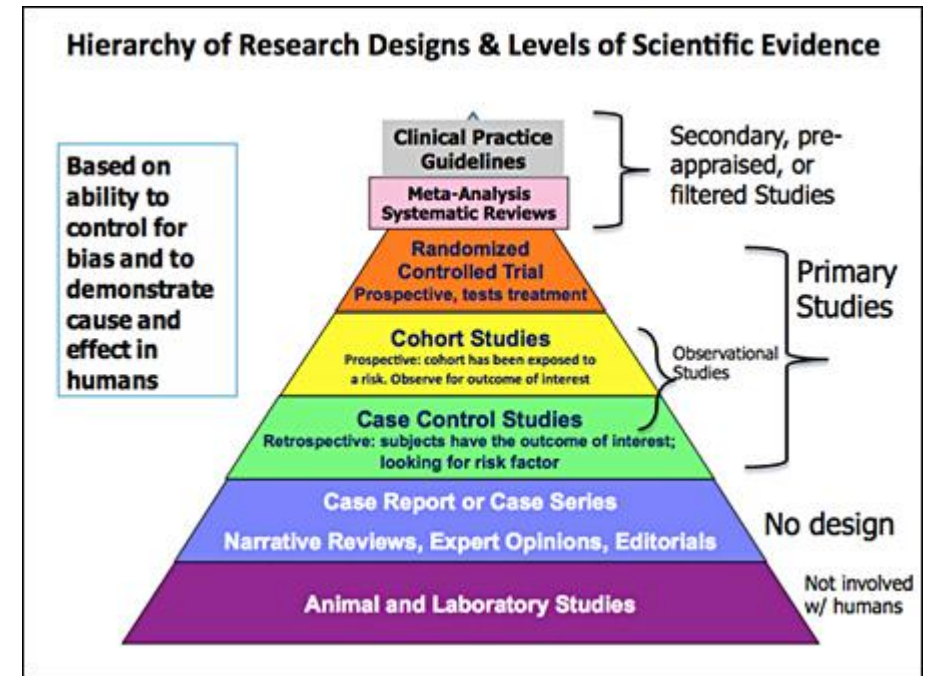 Hierarchy of Research Designs & Levels of Scientific Evidence
Based on
ability to
control for
bias and to
demonstrate
cause and
effect in
humans
Clinical Practice
Guidelines
Meta-Analysis
Systematic Reviews
Secondary, pre-
appraised, or
filtered Studies
Randomized
Controlled Trial
Prospective, tests treatment
Cohort Studies
Prospective: cohort has been exposed to
a risk. Observe for outcome of interest
Case Control Studies
Retrospective: subjects have the outcome of interest;
looking for risk factor
Observational
Studies
Primary
Studies
Case Report or Case Series
Narrative Reviews, Expert Opinions, Editorials
No design
Animal and Laboratory Studies
Not involved
w/ humans